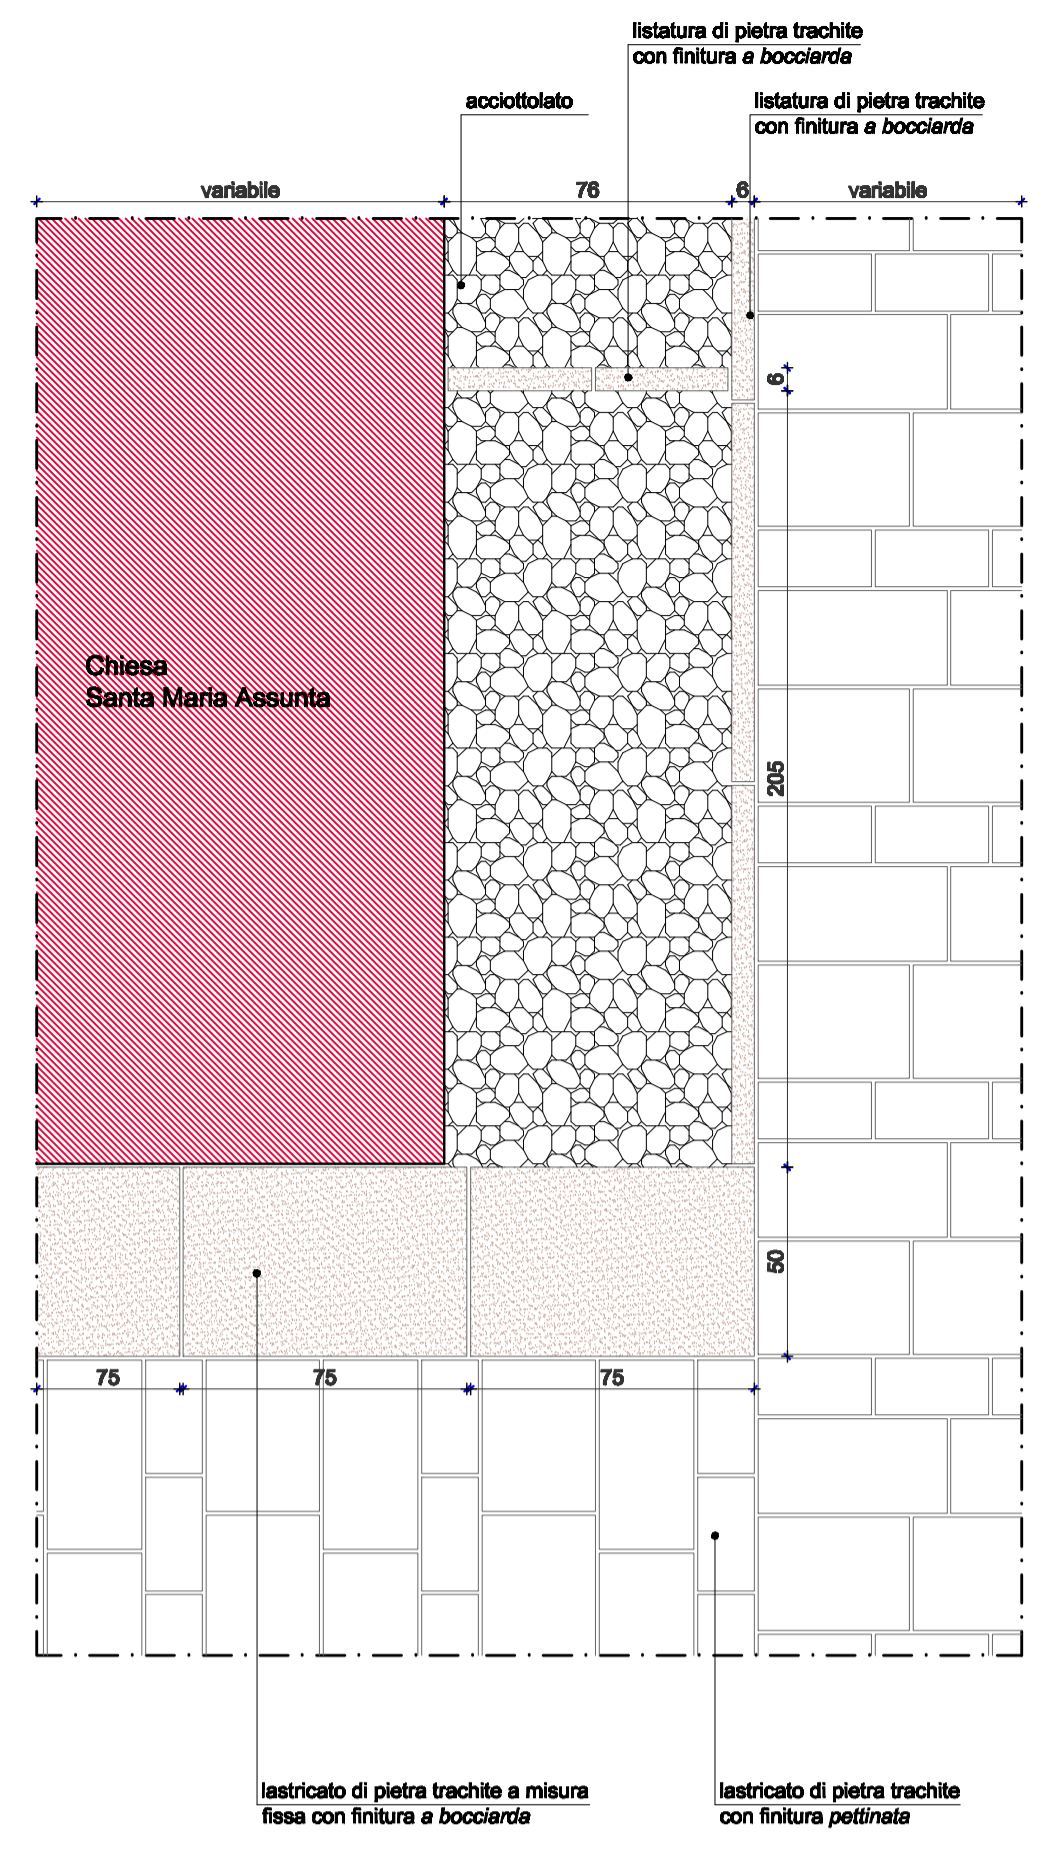 listatura di pietra trachite
con finitura a bocciarda
acciottolato
listatura di pietra trachite
con finitura a bocciarda
variabile
76
6
variabile
6
Chiesa
Santa Maria Assunta
205
50
75
75
75
lastricato di pietra trachite a misura
fissa con finitura a bocciarda
lastricato di pietra trachite
con finitura pettinata